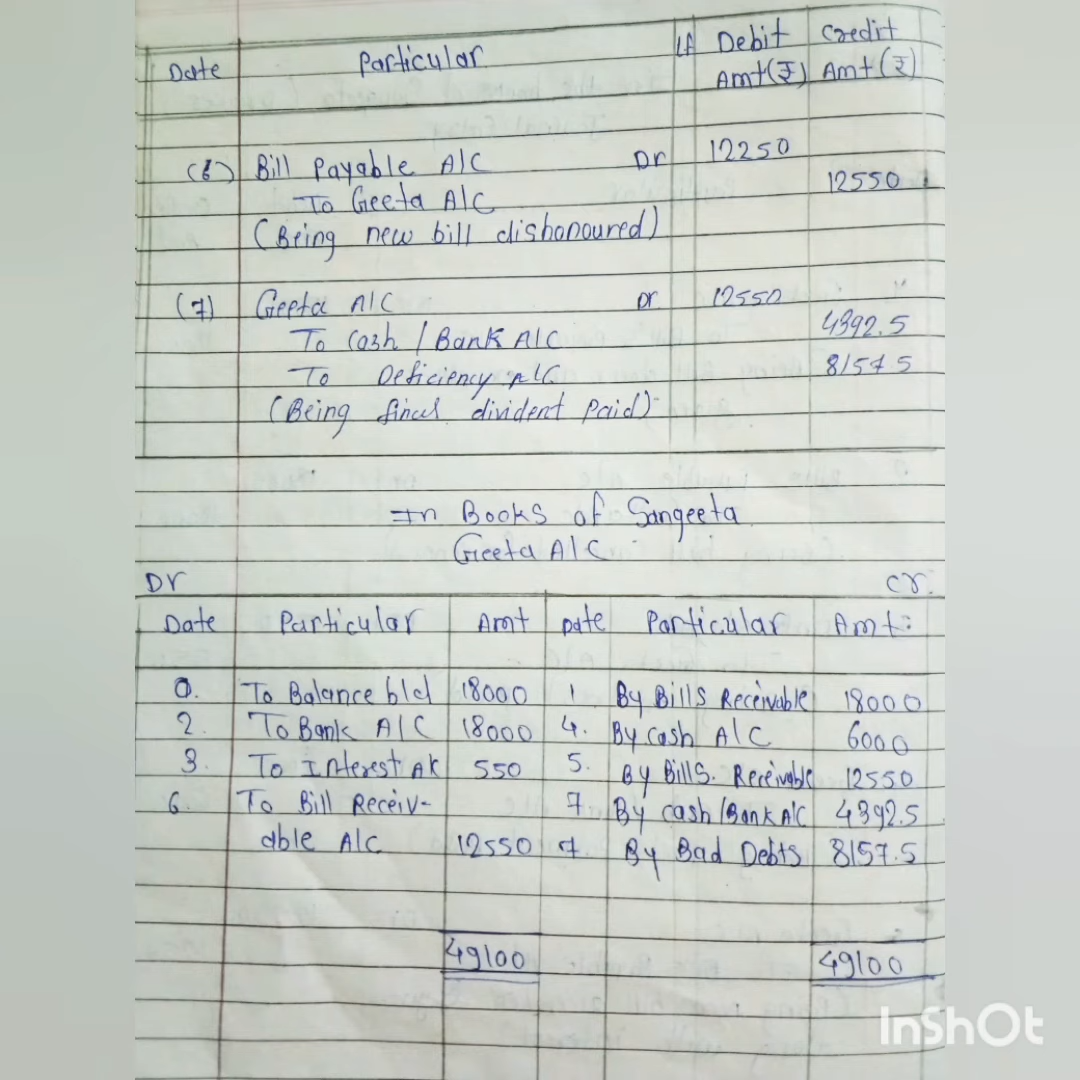 Date Particular LF Debit Amt(₹) Credit Amt(₹)
(6) Bill Payable A/C Dr 12250
To Geeta A/C 12550
(Being new bill dishonoured)
(7) Geeta A/C Dr 12550
To Cash / Bank A/C 4392.5
To Deficiency A/C 8157.5
(Being final divident Paid)
In Books of Sangeeta
Geeta A/C
Dr Cr.
Date Particular Amt Date Particular Amt:
0. To Balance b/d 18000 1 By Bills Receivable 18000
2. To Bank A/C 18000 4. By Cash A/C 6000
3. To Interest A/c 550 5. By Bills. Receivable 12550
6. To Bill Receiv- 7. By cash/Bank A/C 4392.5
able A/C 12550 7 By Bad Debts 8157.5
49100 49100
InShOt